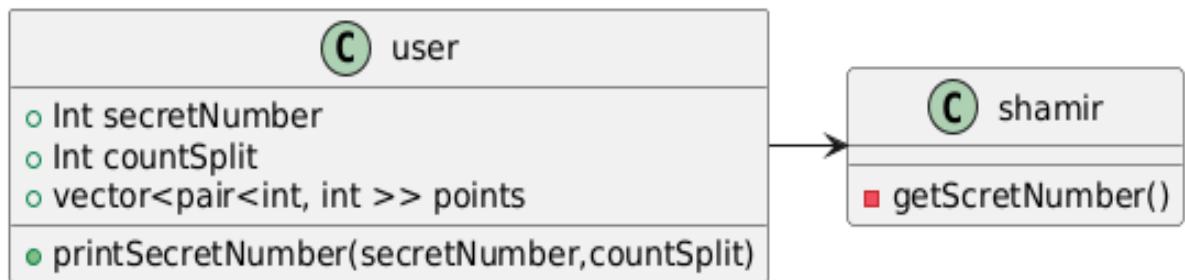 C user
Int secretNumber
Int countSplit
vector<pair<int, int >> points
printSecretNumber(secretNumber,countSplit)
C shamir
getScretNumber()